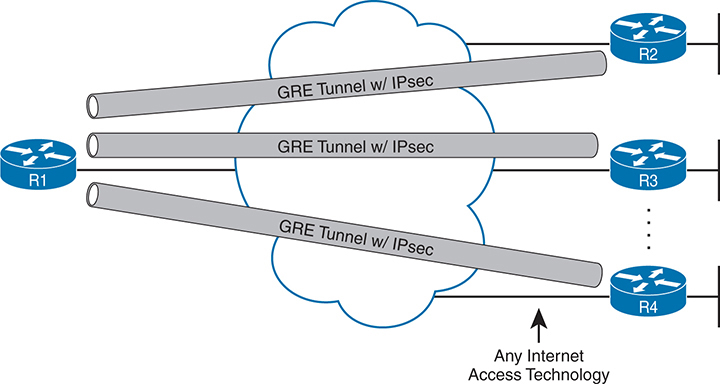 R2
GRE Tunnel w/ IPsec
GRE Tunnel w/ IPsec
R1
R3
GRE Tunnel w/ IPsec
R4
Any Internet
Access Technology